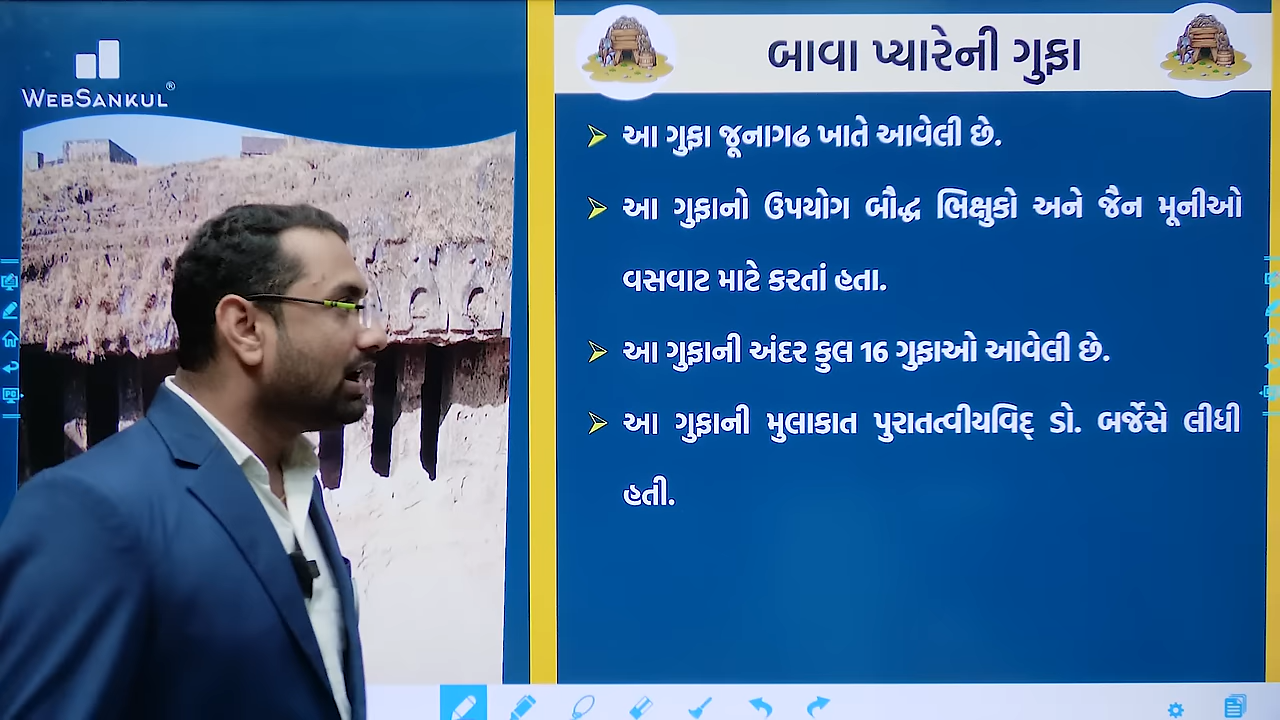 WEBSANKUL®
બાવા પ્યારેની ગુફા
આ ગુફા જૂનાગઢ ખાતે આવેલી છે.
આ ગુફાનો ઉપયોગ બૌદ્ધ ભિક્ષુકો અને જૈન મૂનીઓ
વસવાટ માટે કરતાં હતા.
આ ગુફાની અંદર કુલ 16 ગુફાઓ આવેલી છે.
આ ગુફાની મુલાકાત પુરાતત્વીયવિદ્ ડો. બર્જેસે લીધી
હતી.